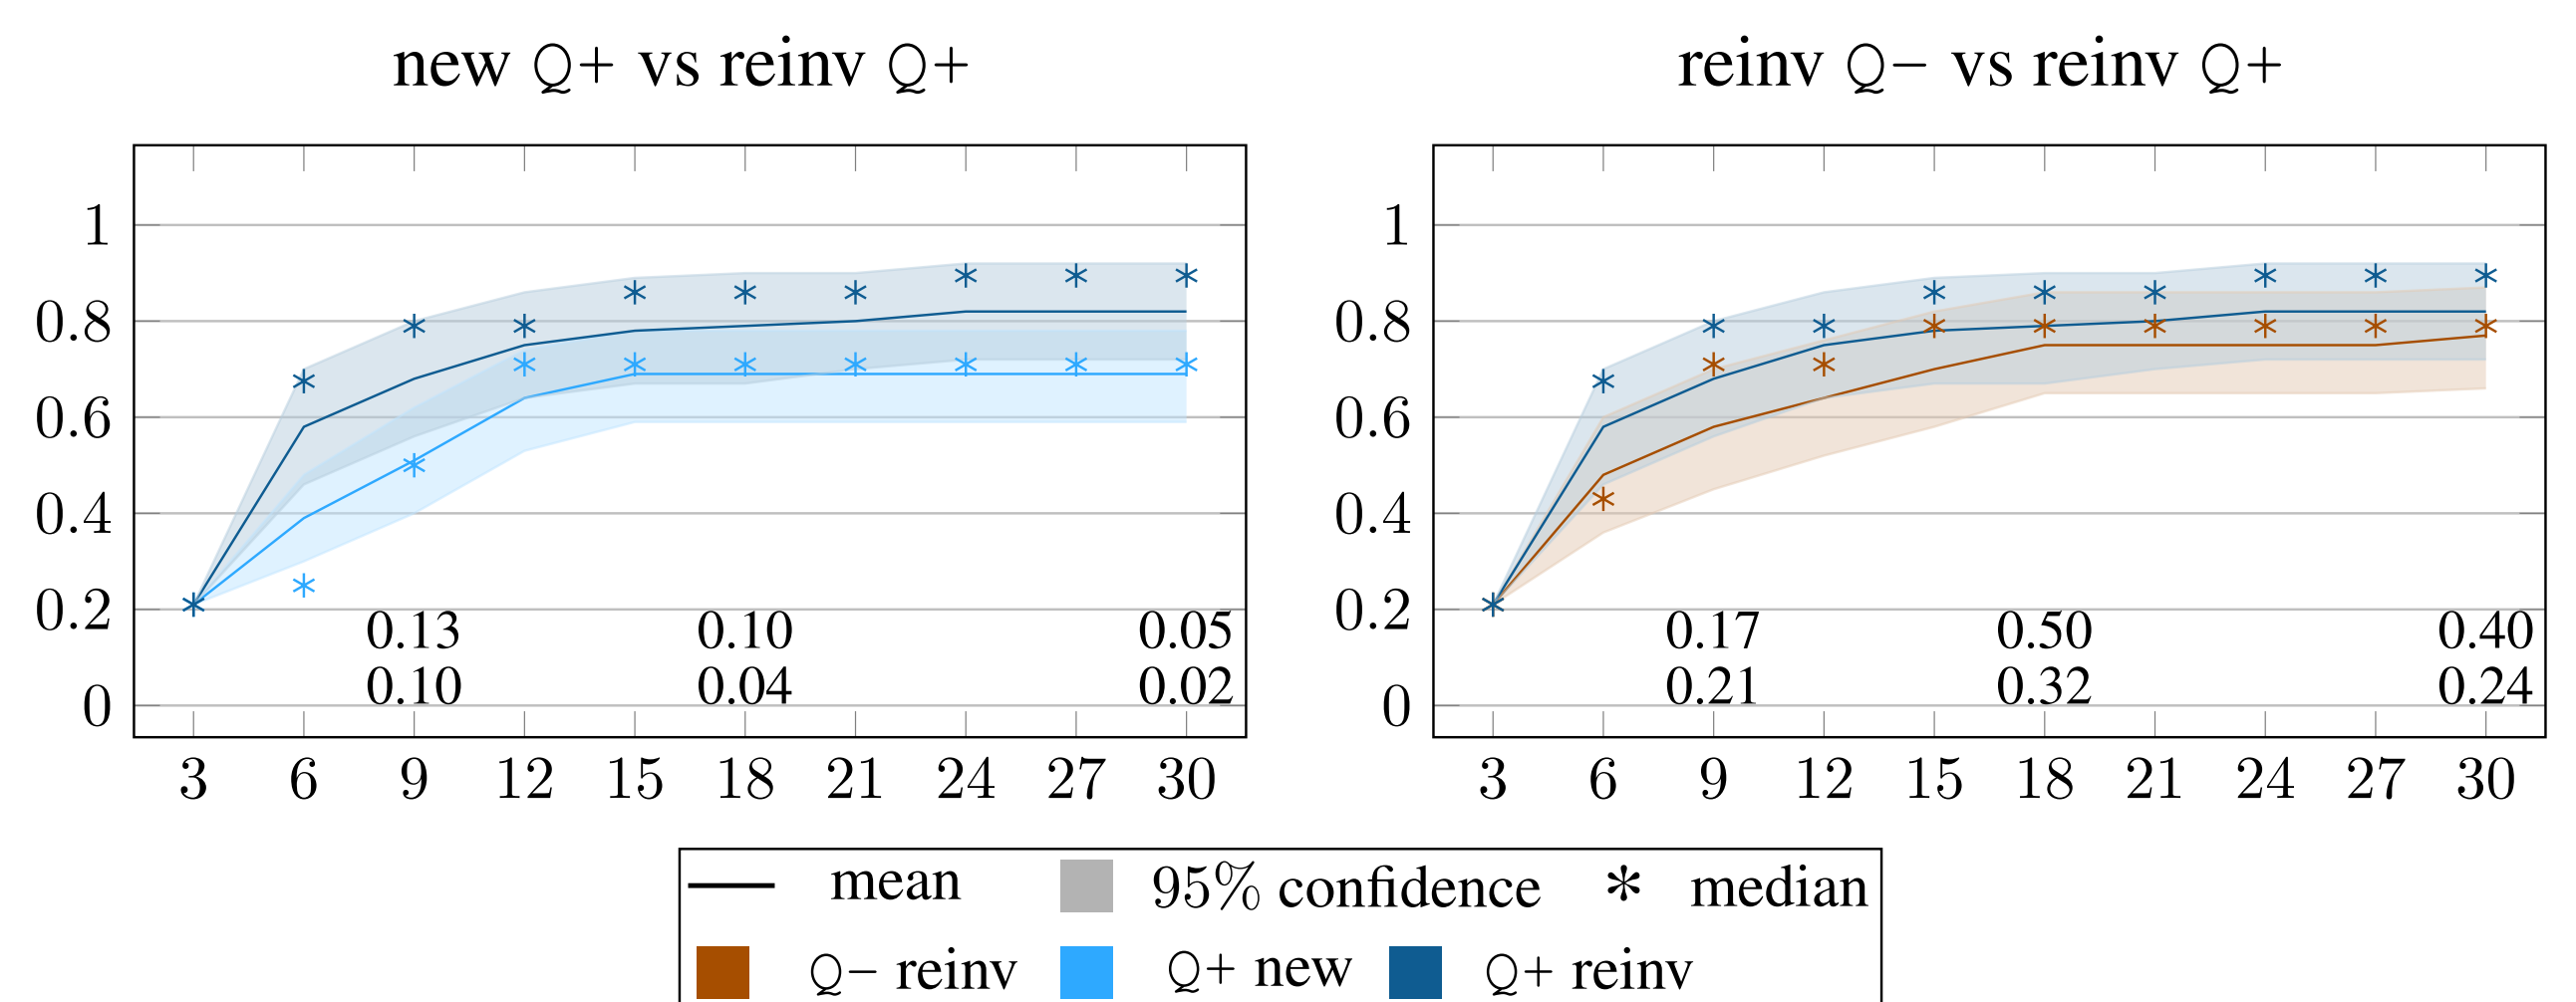 new Q+ vs reinv Q+
1
0.8
0.6
0.4
0.2
0
0.13 0.10 0.05
0.10 0.04 0.02
3 6 9 12 15 18 21 24 27 30
reinv Q− vs reinv Q+
1
0.8
0.6
0.4
0.2
0
0.17 0.50 0.40
0.21 0.32 0.24
3 6 9 12 15 18 21 24 27 30
mean 95% confidence * median
Q− reinv Q+ new Q+ reinv